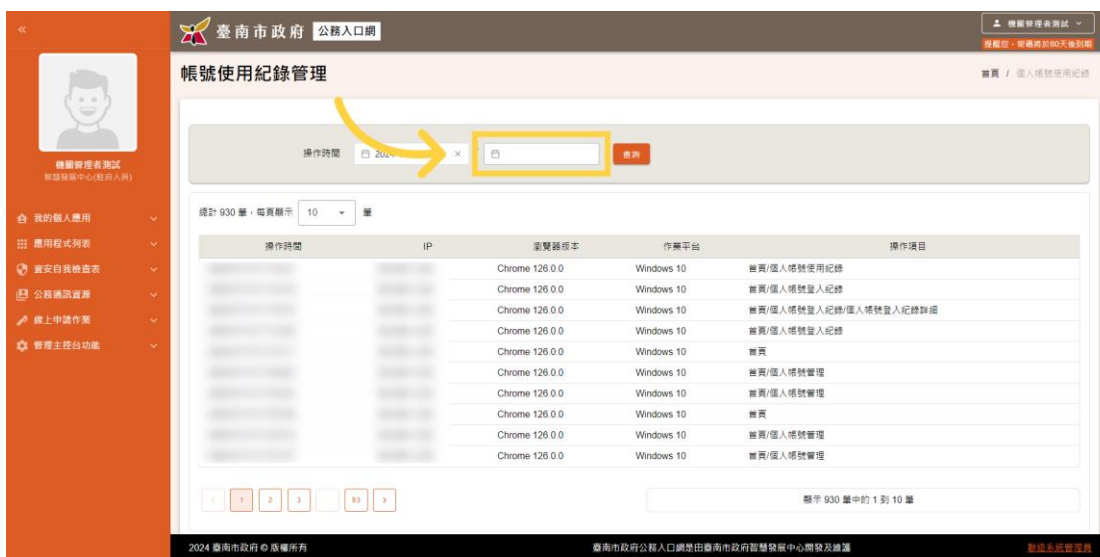 臺南市政府 公務人口網
機關管理者測試
提醒您，密碼將於80天後到期
帳號使用紀錄管理
首頁 / 個人帳號使用紀錄
機關管理者測試
智慧發展中心(駐府人員)
我的個人應用
應用程式列表
資安自我檢查表
公務通訊資源
線上申請作業
管理主控台功能
操作時間
2024-
查詢
總計 930 筆，每頁顯示 10 筆
操作時間 IP 瀏覽器版本 作業平台 操作項目
Chrome 126.0.0 Windows 10 首頁/個人帳號使用紀錄
Chrome 126.0.0 Windows 10 首頁/個人帳號登入紀錄
Chrome 126.0.0 Windows 10 首頁/個人帳號登入紀錄/個人帳號登入紀錄詳細
Chrome 126.0.0 Windows 10 首頁/個人帳號登入紀錄
Chrome 126.0.0 Windows 10 首頁
Chrome 126.0.0 Windows 10 首頁/個人帳號管理
Chrome 126.0.0 Windows 10 首頁/個人帳號管理
Chrome 126.0.0 Windows 10 首頁
Chrome 126.0.0 Windows 10 首頁/個人帳號管理
Chrome 126.0.0 Windows 10 首頁/個人帳號管理
1 2 3 93
顯示 930 筆中的 1 到 10 筆
2024 臺南市政府 © 版權所有
臺南市政府公務入口網是由臺南市政府智慧發展中心開發及維護
聯絡系統管理員